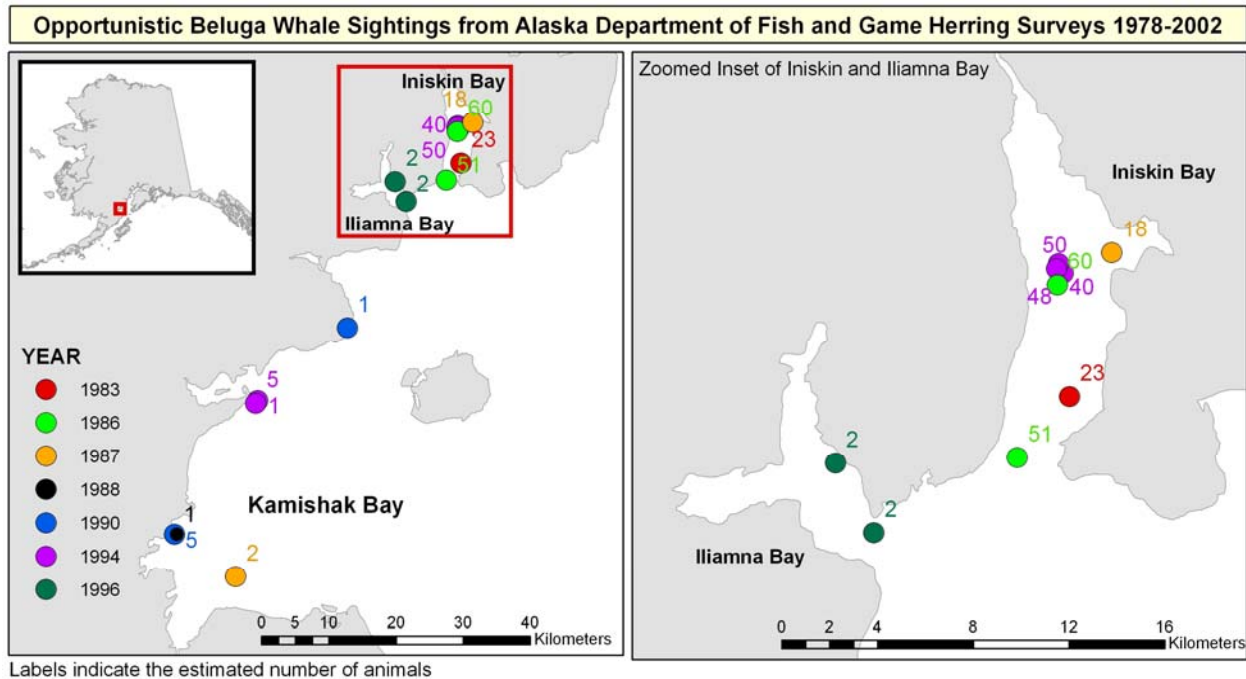 Opportunistic Beluga Whale Sightings from Alaska Department of Fish and Game Herring Surveys 1978-2002
Iniskin Bay
18
60
40
23
50
51
2
2
Iliamna Bay
1
5
1
Kamishak Bay
1
5
2
YEAR
1983
1986
1987
1988
1990
1994
1996
0 5 10 20 30 40
Kilometers
Zoomed Inset of Iniskin and Iliamna Bay
Iniskin Bay
18
50
60
48
40
23
51
2
2
Iliamna Bay
0 2 4 8 12 16
Kilometers
Labels indicate the estimated number of animals